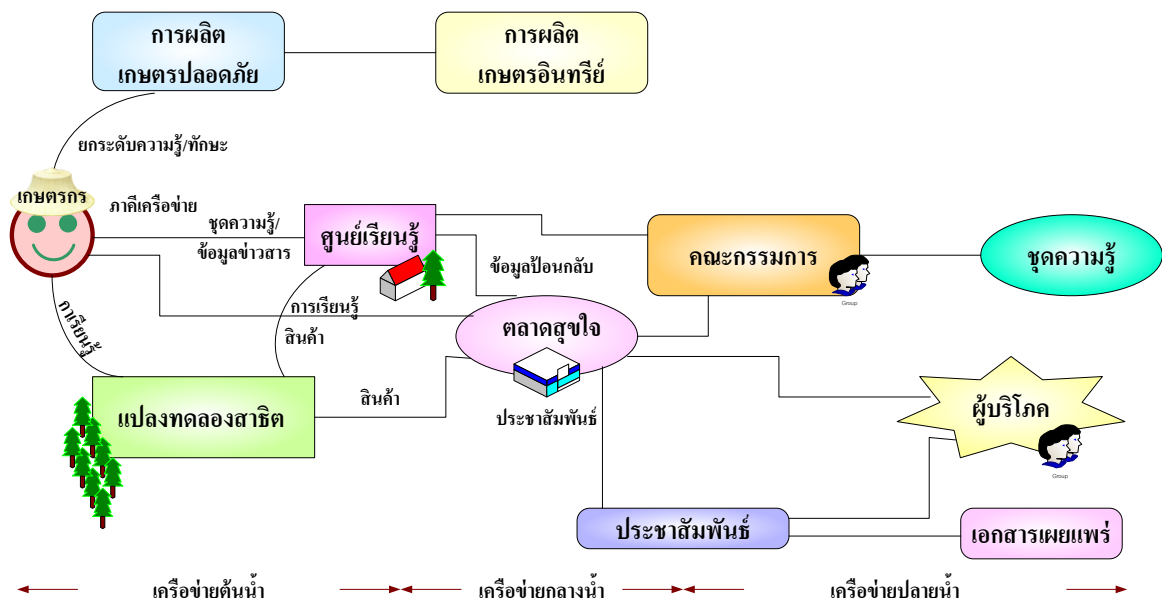 การผลิต
เกษตรปลอดภัย
การผลิต
เกษตรอินทรีย์
ยกระดับความรู้/ทักษะ
เกษตรกร
ภาคีเครือข่าย
ชุดความรู้/
ข้อมูลข่าวสาร
ศูนย์เรียนรู้
ข้อมูลป้อนกลับ
คณะกรรมการ
Group
ชุดความรู้
การเรียนรู้
สินค้า
ตลาดสุขใจ
ประชาสัมพันธ์
กาเรียนรู้
แปลงทดลองสาธิต
สินค้า
ผู้บริโภค
Group
ประชาสัมพันธ์
เอกสารเผยแพร่
เครือข่ายต้นน้ำ
เครือข่ายกลางน้ำ
เครือข่ายปลายน้ำ